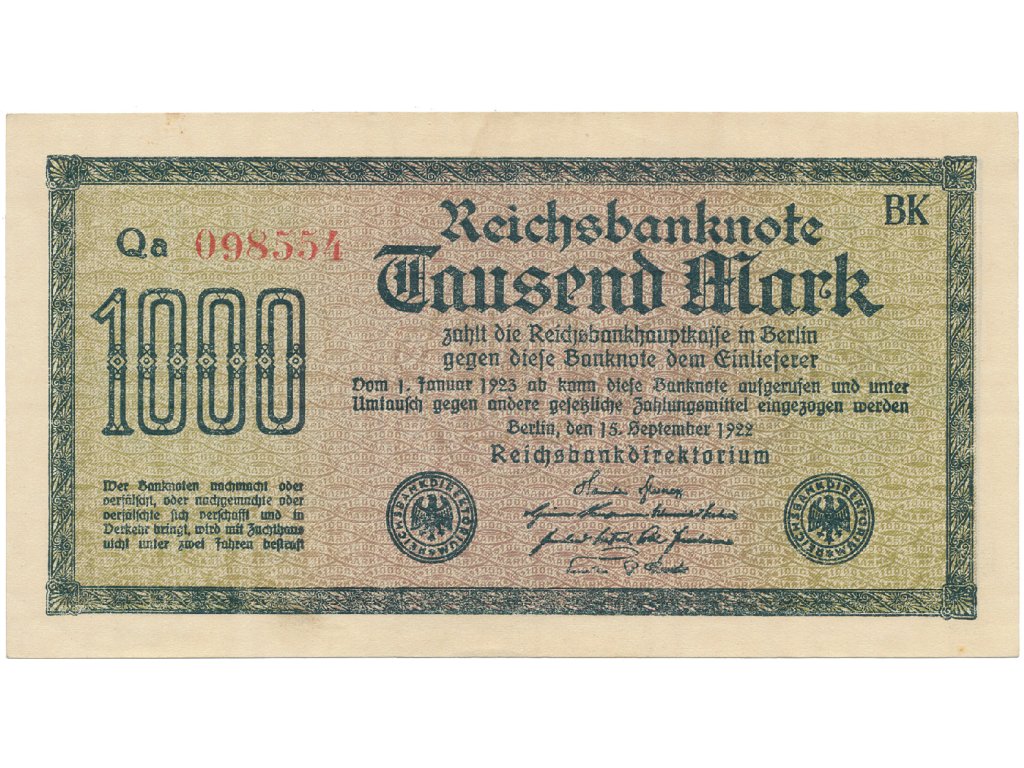 Reichsbanknote
BK
Qa 098554
Tausend Mark
1000
zahlt die Reichsbankhauptkasse in Berlin
gegen diese Banknote dem Einlieferer
Vom 1. Januar 1923 ab kann diese Banknote aufgerufen und unter
Umtausch gegen andere gesetzliche Zahlungsmittel eingezogen werden
Berlin, den 15. September 1922
Reichsbankdirektorium
Wer Banknoten nachmacht oder
verfälscht, oder nachgemachte oder
verfälschte sich verschafft und in
Verkehr bringt, wird mit Zuchthaus
nicht unter zwei Jahren bestraft
REICHSBANKDIREKTORIUM
REICHSBANKDIREKTORIUM